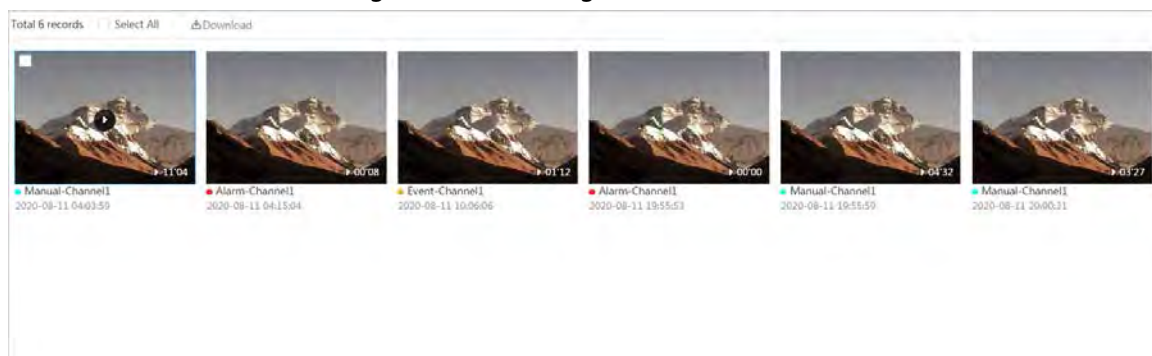 Total 6 records Select All Download
11:04 00:08 01:12 00:00 04:32 03:27
Manual-Channel1 Alarm-Channel1 Event-Channel1 Alarm-Channel1 Manual-Channel1 Manual-Channel1
2020-08-11 04:03:59 2020-08-11 04:15:04 2020-08-11 10:06:06 2020-08-11 19:55:53 2020-08-11 19:55:59 2020-08-11 20:00:21